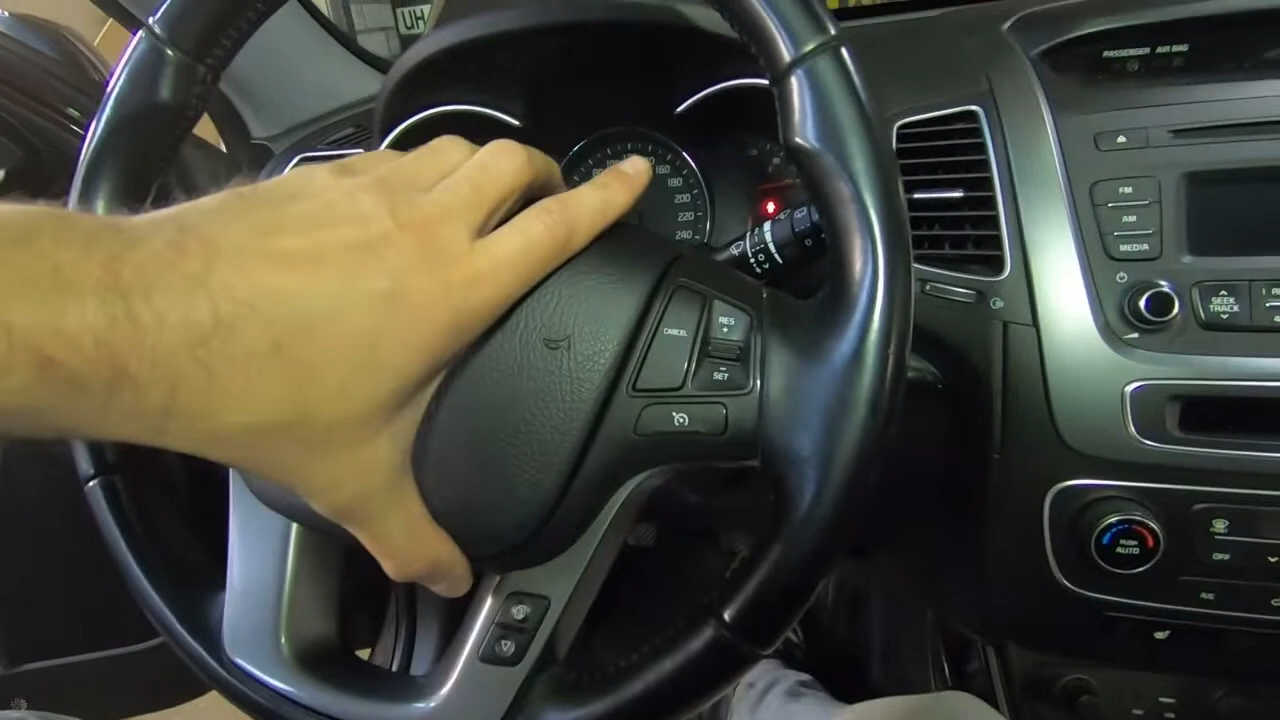 UH
PASSENGER AIR BAG
160
180
200
220
240
FM
AM
MEDIA
SEEK
TRACK
CANCEL
RES
+
-
SET
PUSH
AUTO
OFF
A/C